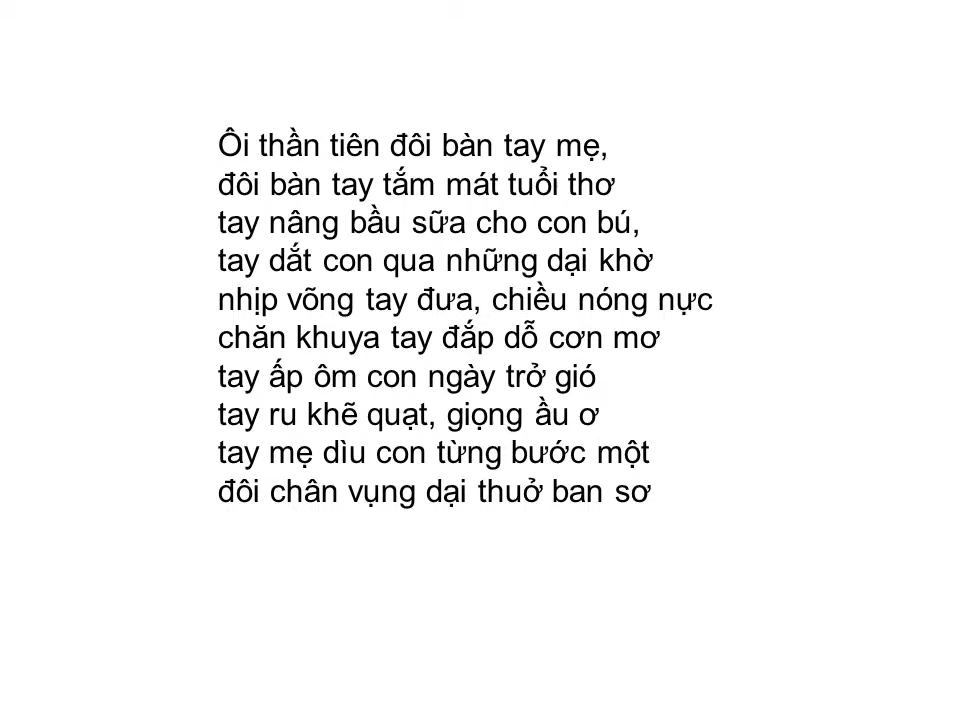 Ôi thần tiên đôi bàn tay mẹ,
đôi bàn tay tắm mát tuổi thơ
tay nâng bầu sữa cho con bú,
tay dắt con qua những dại khờ
nhịp võng tay đưa, chiều nóng nực
chăn khuya tay đắp dỗ cơn mơ
tay ấp ôm con ngày trở gió
tay ru khẽ quạt, giọng ầu ơ
tay mẹ dìu con từng bước một
đôi chân vụng dại thuở ban sơ